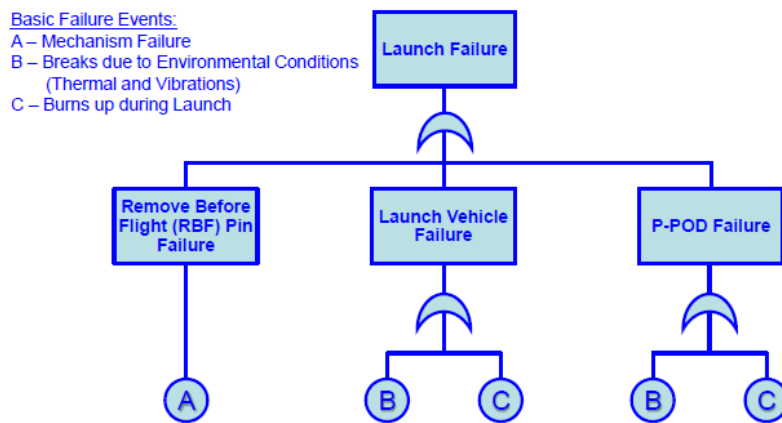 Basic Failure Events:
A – Mechanism Failure
B – Breaks due to Environmental Conditions
(Thermal and Vibrations)
C – Burns up during Launch
Launch Failure
Remove Before
Flight (RBF) Pin
Failure
Launch Vehicle
Failure
P-POD Failure
A
B
C
B
C